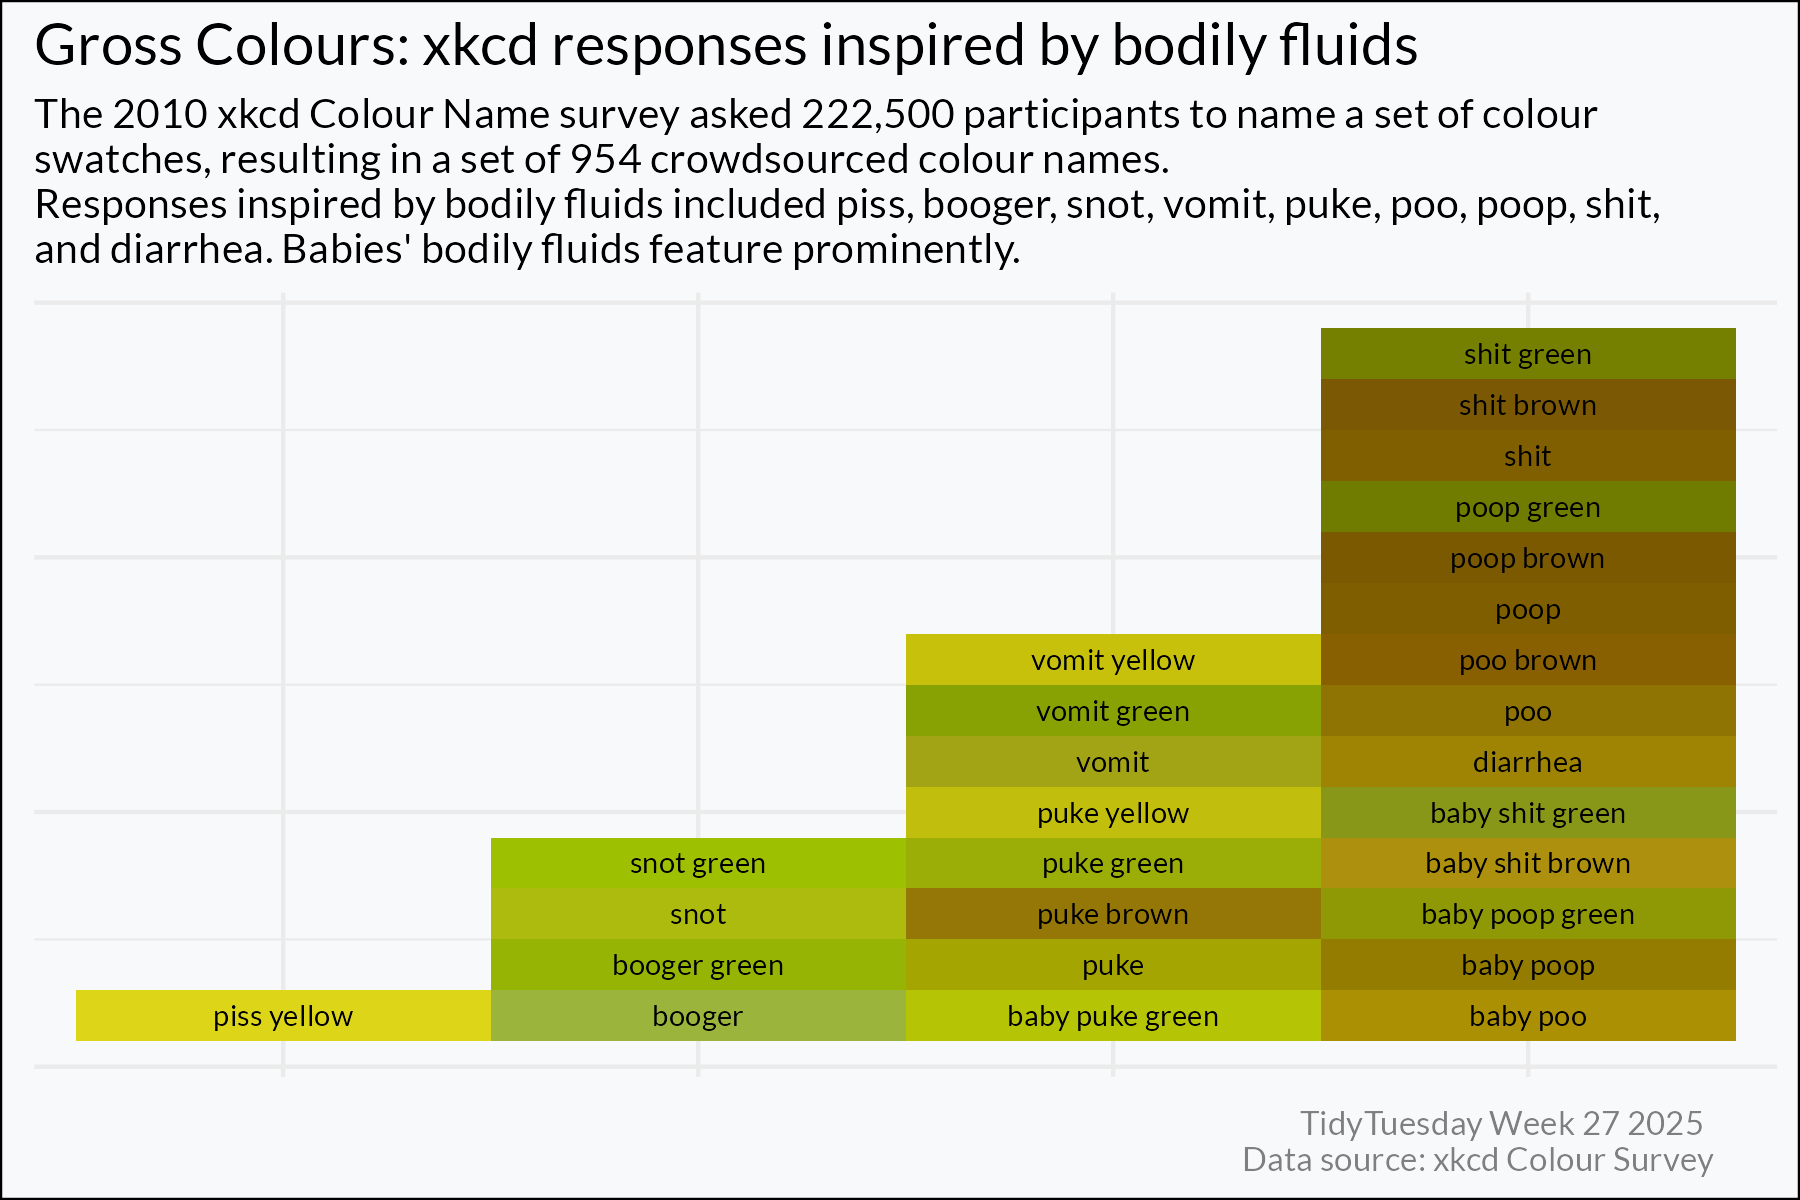 Gross Colours: xkcd responses inspired by bodily fluids
The 2010 xkcd Colour Name survey asked 222,500 participants to name a set of colour
swatches, resulting in a set of 954 crowdsourced colour names.
Responses inspired by bodily fluids included piss, booger, snot, vomit, puke, poo, poop, shit,
and diarrhea. Babies' bodily fluids feature prominently.
piss yellow
snot green
snot
booger green
booger
vomit yellow
vomit green
vomit
puke yellow
puke green
puke brown
puke
baby puke green
shit green
shit brown
shit
poop green
poop brown
poop
poo brown
poo
diarrhea
baby shit green
baby shit brown
baby poop green
baby poop
baby poo
TidyTuesday Week 27 2025
Data source: xkcd Colour Survey